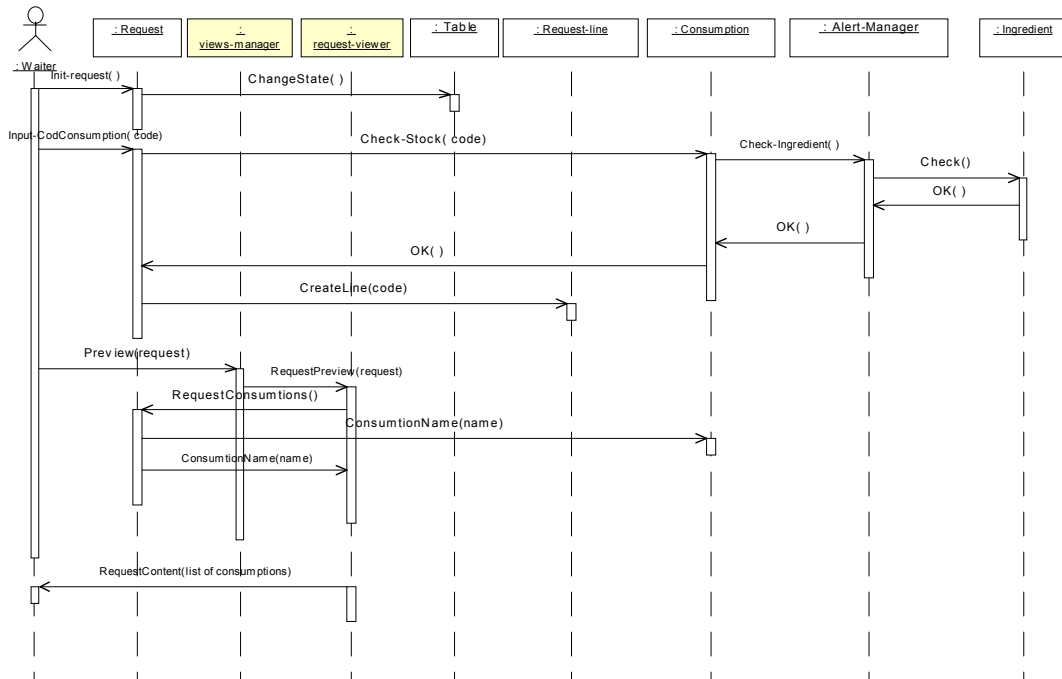 : Request
:
views-manager
:
request-viewer
: Table
: Request-line
: Consumption
: Alert-Manager
: Ingredient
: Waiter
Init-request( )
ChangeState( )
Input-CodConsumption( code)
Check-Stock( code)
Check-Ingredient( )
Check()
OK( )
OK( )
OK( )
CreateLine(code)
Preview(request)
RequestPreview(request)
RequestConsumtions()
ConsumtionName(name)
ConsumtionName(name)
RequestContent(list of consumptions)